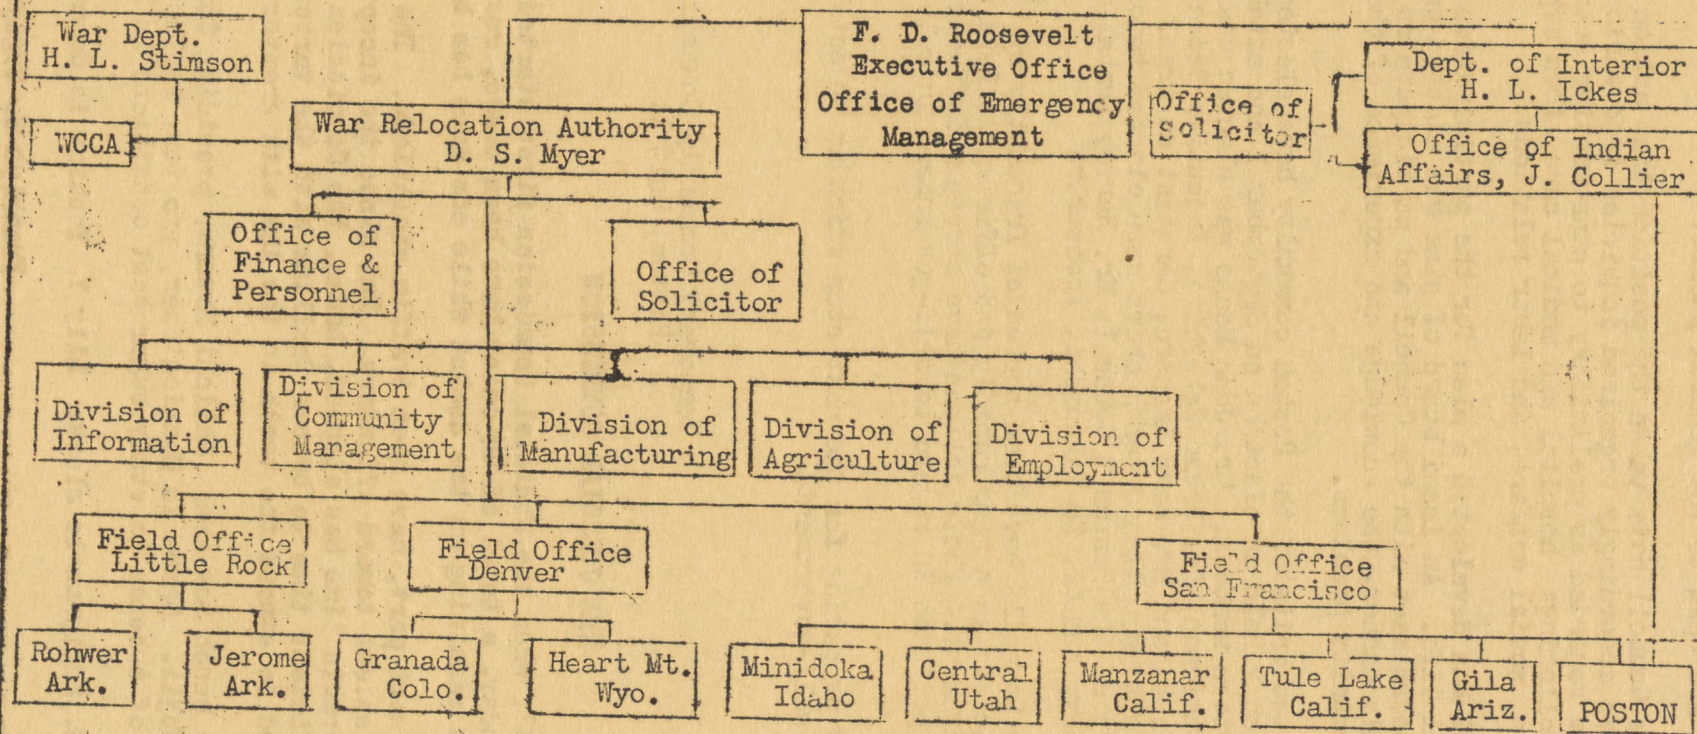 War Dept.
H. L. Stimson
F. D. Roosevelt
Executive Office
Office of Emergency
Management
Dept. of Interior
H. L. Ickes
Office of
Solicitor
WCCA
War Relocation Authority
D. S. Myer
Office of Indian
Affairs, J. Collier
Office of
Finance &
Personnel
Office of
Solicitor
Division of
Information
Division of
Community
Management
Division of
Manufacturing
Division of
Agriculture
Division of
Employment
Field Office
Little Rock
Field Office
Denver
Field Office
San Francisco
Rohwer
Ark.
Jerome
Ark.
Granada
Colo.
Heart Mt.
Wyo.
Minidoka
Idaho
Central
Utah
Manzanar
Calif.
Tule Lake
Calif.
Gila
Ariz.
POSTON